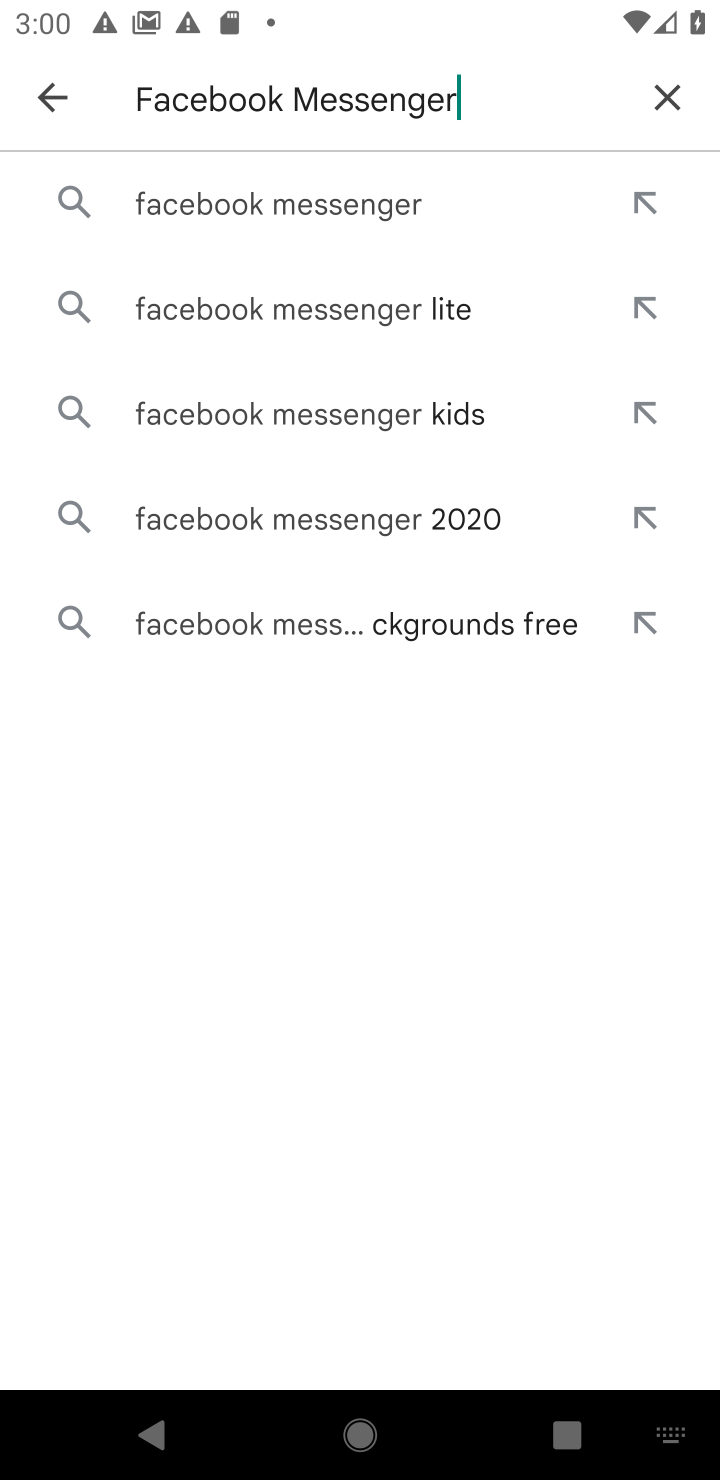 3:00
Facebook Messenger
facebook messenger
facebook messenger lite
facebook messenger kids
facebook messenger 2020
facebook mess... ckgrounds free